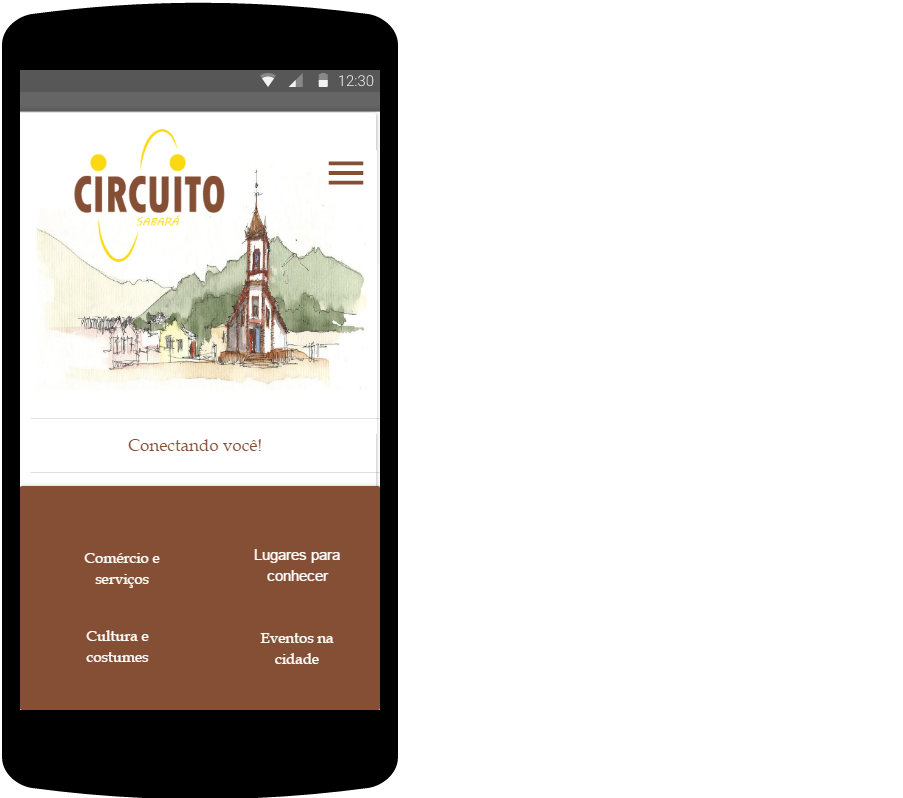 12:30
CIRCUITO
SABARÁ
Conectando você!
Comércio e
serviços
Lugares para
conhecer
Cultura e
costumes
Eventos na
cidade